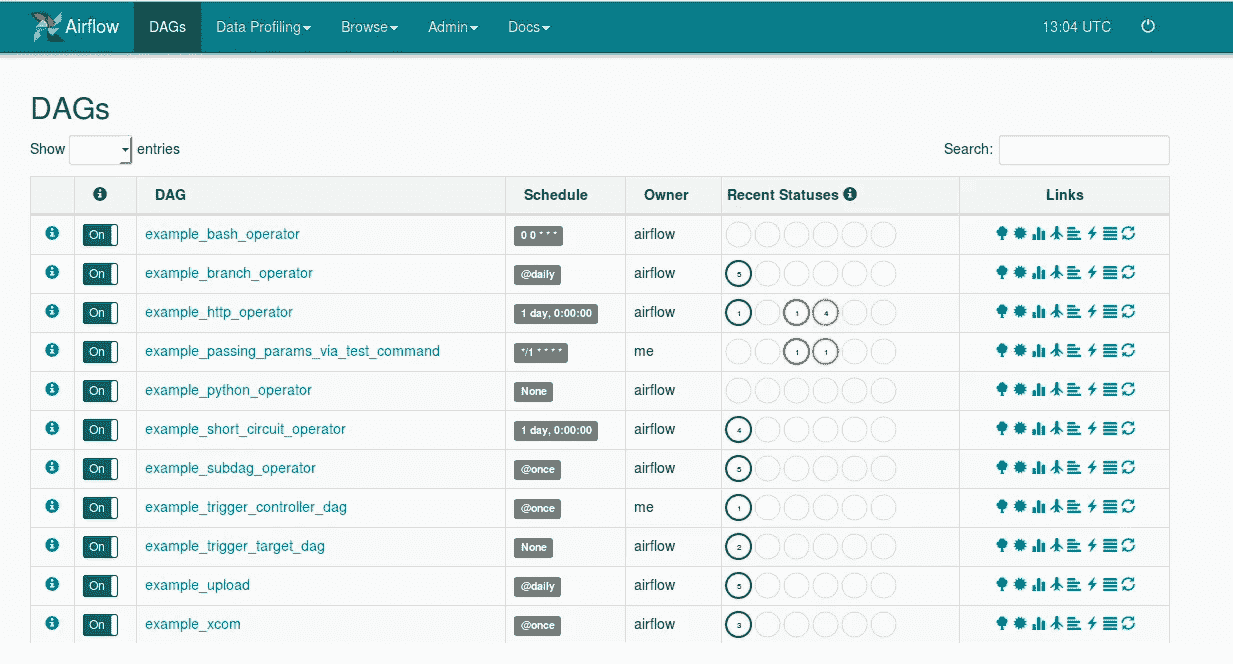 Airflow DAGs Data Profiling Browse Admin Docs 13:04 UTC
DAGs
Show entries Search:
DAG Schedule Owner Recent Statuses Links
On example_bash_operator 0 0 * * * airflow
On example_branch_operator @daily airflow 5
On example_http_operator 1 day, 0:00:00 airflow 1 1 4
On example_passing_params_via_test_command */1 * * * * me 1 1
On example_python_operator None airflow
On example_short_circuit_operator 1 day, 0:00:00 airflow 4
On example_subdag_operator @once airflow 5
On example_trigger_controller_dag @once me 1
On example_trigger_target_dag None airflow 2
On example_upload @daily airflow 5
On example_xcom @once airflow 3